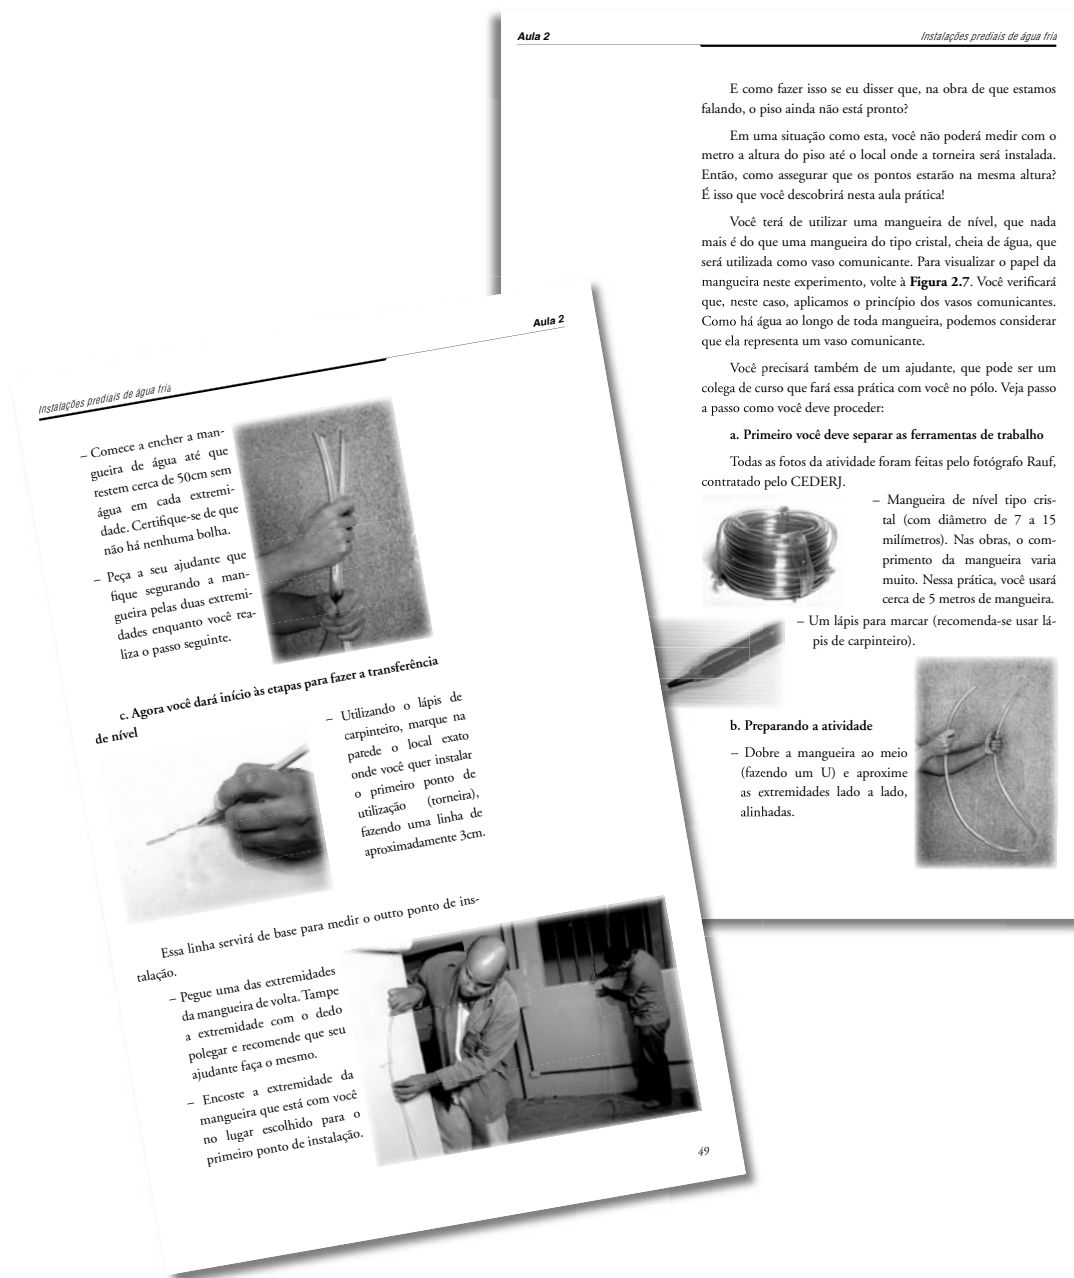 Aula 2
Instalações prediais de água fria
E como fazer isso se eu disser que, na obra de que estamos
falando, o piso ainda não está pronto?
Em uma situação como esta, você não poderá medir com o
metro a altura do piso até o local onde a torneira será instalada.
Então, como assegurar que os pontos estarão na mesma altura?
É isso que você descobrirá nesta aula prática!
Você terá de utilizar uma mangueira de nível, que nada
mais é do que uma mangueira do tipo cristal, cheia de água, que
será utilizada como vaso comunicante. Para visualizar o papel da
mangueira neste experimento, volte à Figura 2.7. Você verificará
que, neste caso, aplicamos o princípio dos vasos comunicantes.
Como há água ao longo de toda mangueira, podemos considerar
que ela representa um vaso comunicante.
Você precisará também de um ajudante, que pode ser um
colega de curso que fará essa prática com você no pólo. Veja passo
a passo como você deve proceder:
a. Primeiro você deve separar as ferramentas de trabalho
Todas as fotos da atividade foram feitas pelo fotógrafo Rauf,
contratado pelo CEDERJ.
– Mangueira de nível tipo cris-
tal (com diâmetro de 7 a 15
milímetros). Nas obras, o com-
primento da mangueira varia
muito. Nessa prática, você usará
cerca de 5 metros de mangueira.
– Um lápis para marcar (recomenda-se usar lá-
pis de carpinteiro).
b. Preparando a atividade
– Dobre a mangueira ao meio
(fazendo um U) e aproxime
as extremidades lado a lado,
alinhadas.
Instalações prediais de água fria
Aula 2
– Comece a encher a man-
gueira de água até que
restem cerca de 50cm sem
água em cada extremi-
dade. Certifique-se de que
não há nenhuma bolha.
– Peça a seu ajudante que
fique segurando a man-
gueira pelas duas extremi-
dades enquanto você rea-
liza o passo seguinte.
c. Agora você dará início às etapas para fazer a transferência
de nível
– Utilizando o lápis de
carpinteiro, marque na
parede o local exato
onde você quer instalar
o primeiro ponto de
utilização (torneira),
fazendo uma linha de
aproximadamente 3cm.
Essa linha servirá de base para medir o outro ponto de ins-
talação.
– Pegue uma das extremidades
da mangueira de volta. Tampe
a extremidade com o dedo
polegar e recomende que seu
ajudante faça o mesmo.
– Encoste a extremidade da
mangueira que está com você
no lugar escolhido para o
primeiro ponto de instalação.
49